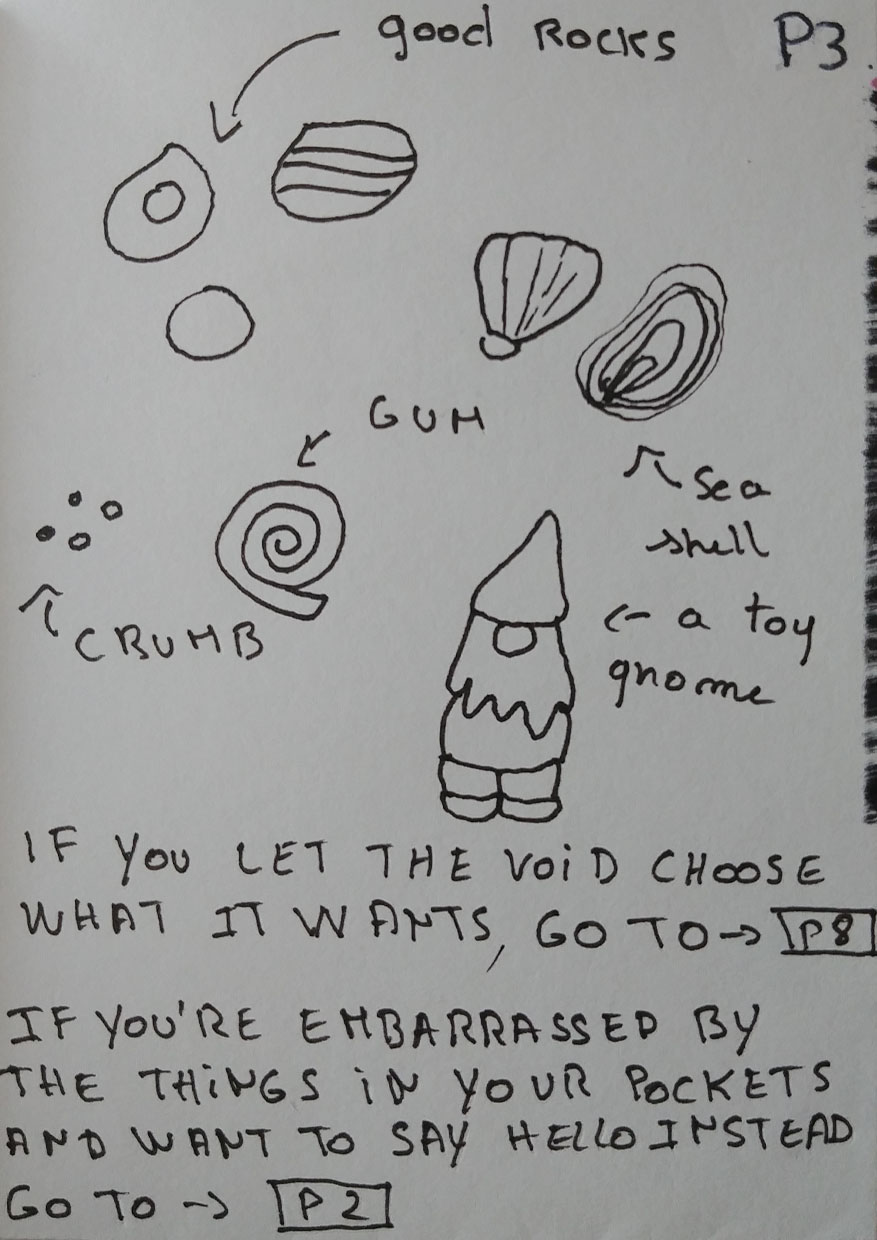 good ROCKS P3
GUM
sea
shell
CRUMB
a toy
gnome
IF YOU LET THE VOID CHOOSE
WHAT IT WANTS, GO TO → P8
IF YOU'RE EMBARRASSED BY
THE THINGS IN YOUR POCKETS
AND WANT TO SAY HELLO INSTEAD
GO TO → P2